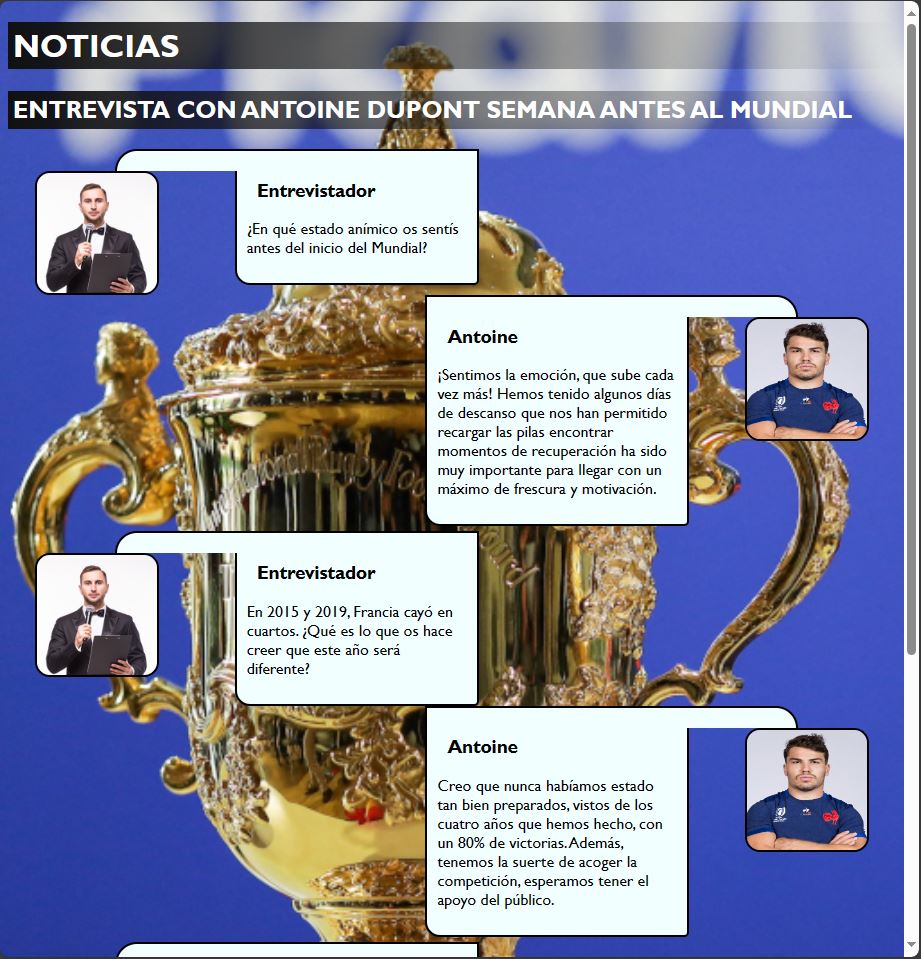 NOTICIAS
ENTREVISTA CON ANTOINE DUPONT SEMANA ANTES AL MUNDIAL
Entrevistador
¿En qué estado anímico os sentís
antes del inicio del Mundial?
Antoine
¡Sentimos la emoción, que sube cada
vez más! Hemos tenido algunos días
de descanso que nos han permitido
recargar las pilas encontrar
momentos de recuperación ha sido
muy importante para llegar con un
máximo de frescura y motivación.
Entrevistador
En 2015 y 2019, Francia cayó en
cuartos. ¿Qué es lo que os hace
creer que este año será
diferente?
Antoine
Creo que nunca habíamos estado
tan bien preparados, vistos de los
cuatro años que hemos hecho, con
un 80% de victorias. Además,
tenemos la suerte de acoger la
competición, esperamos tener el
apoyo del público.